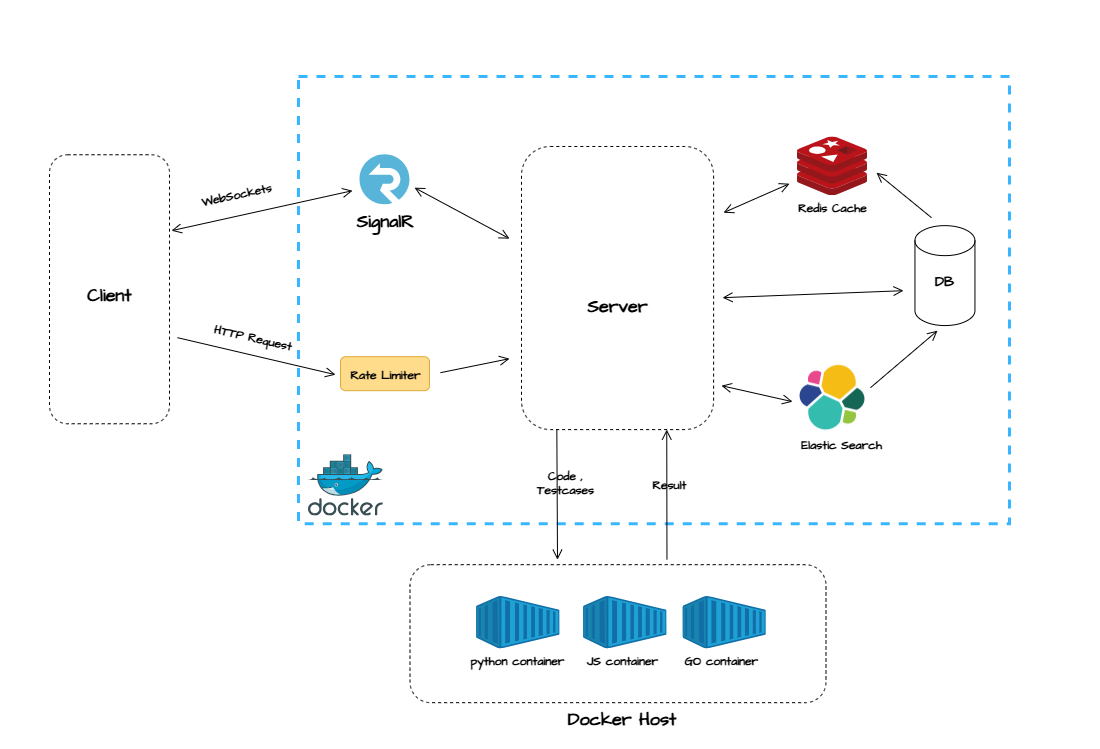 WebSockets
SignalR
Redis Cache
Client
DB
Server
HTTP Request
Rate Limiter
Elastic Search
docker
Code ,
Testcases
Result
python container
JS container
GO container
Docker Host